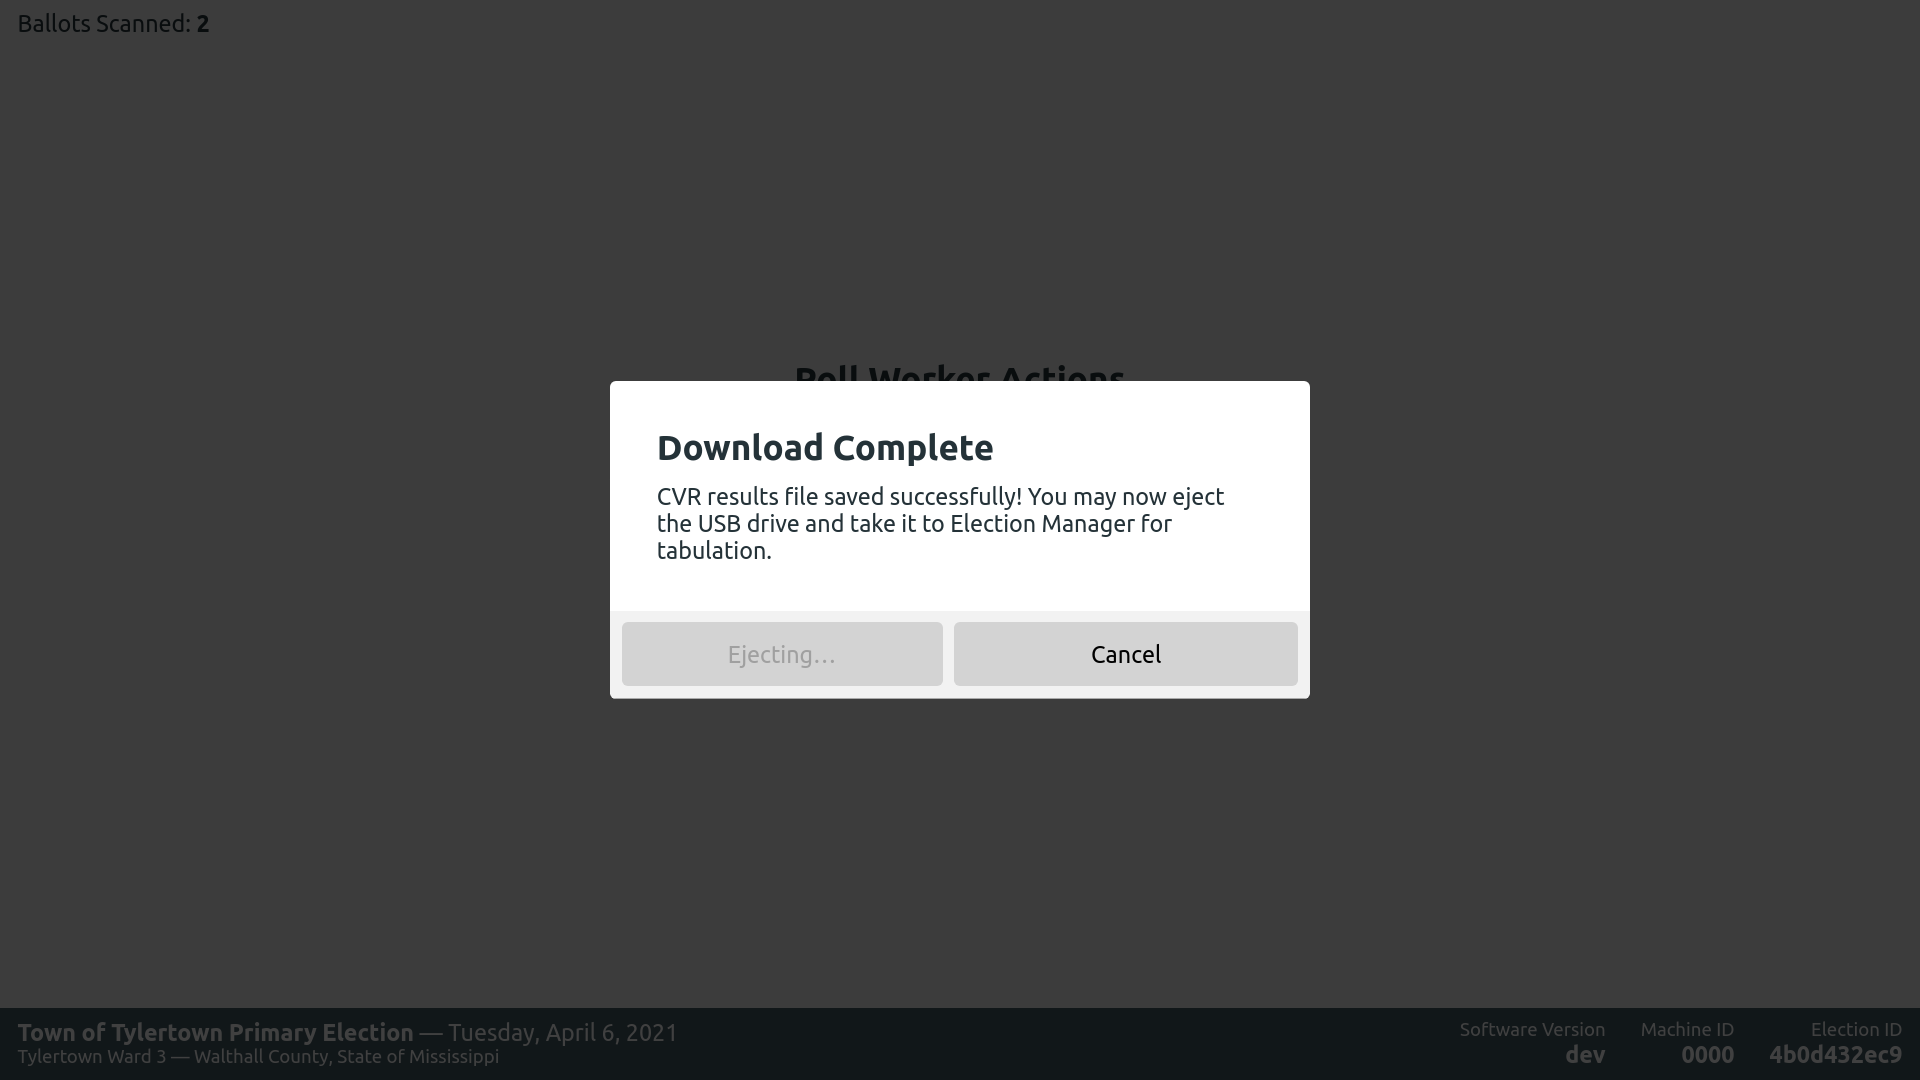 Ballots Scanned: 2
Poll Worker Actions
Download Complete
CVR results file saved successfully! You may now eject
the USB drive and take it to Election Manager for
tabulation.
Ejecting…
Cancel
Town of Tylertown Primary Election — Tuesday, April 6, 2021
Tylertown Ward 3 — Walthall County, State of Mississippi
Software Version
dev
Machine ID
0000
Election ID
4b0d432ec9